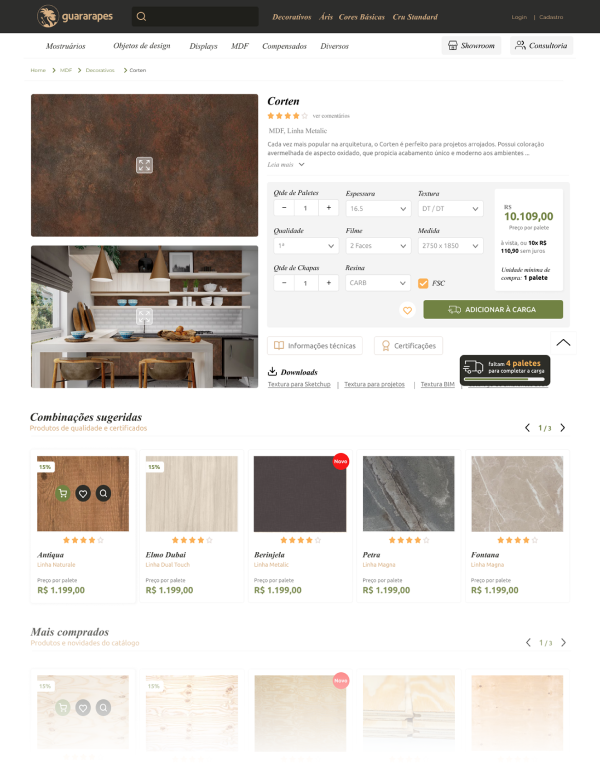 guararapes
Decorativos Áris Cores Básicas Cru Standard
Login | Cadastro
Mostruários Objetos de design Displays MDF Compensados Diversos
Showroom Consultoria
Home MDF Decorativos Corten
Corten
ver comentários
MDF, Linha Metalic
Cada vez mais popular na arquitetura, o Corten é perfeito para projetos arrojados. Possui coloração
avermelhada de aspecto oxidado, que propicia acabamento único e moderno aos ambientes ...
Leia mais
Qtde de Paletes Espessura Textura
− 1 + 16.5 DT / DT
Qualidade Filme Medida
1ª 2 Faces 2750 x 1850
Qtde de Chapas Resina
− 1 + CARB FSC
R$
10.109,00
Preço por palete
à vista, ou 10x R$
110,90 sem juros
Unidade mínima de
compra: 1 palete
ADICIONAR À CARGA
Informações técnicas Certificações
Downloads
Textura para Sketchup | Textura para projetos | Textura BIM |
faltam 4 paletes
para completar a carga
Combinações sugeridas
Produtos de qualidade e certificados
1 / 3
15% 15% Novo
Antiqua Elmo Dubai Berinjela Petra Fontana
Linha Naturale Linha Dual Touch Linha Metalic Linha Magna Linha Magna
Preço por palete Preço por palete Preço por palete Preço por palete Preço por palete
R$ 1.199,00 R$ 1.199,00 R$ 1.199,00 R$ 1.199,00 R$ 1.199,00
Mais comprados
Produtos e novidades do catálogo
1 / 3
15% 15% Novo